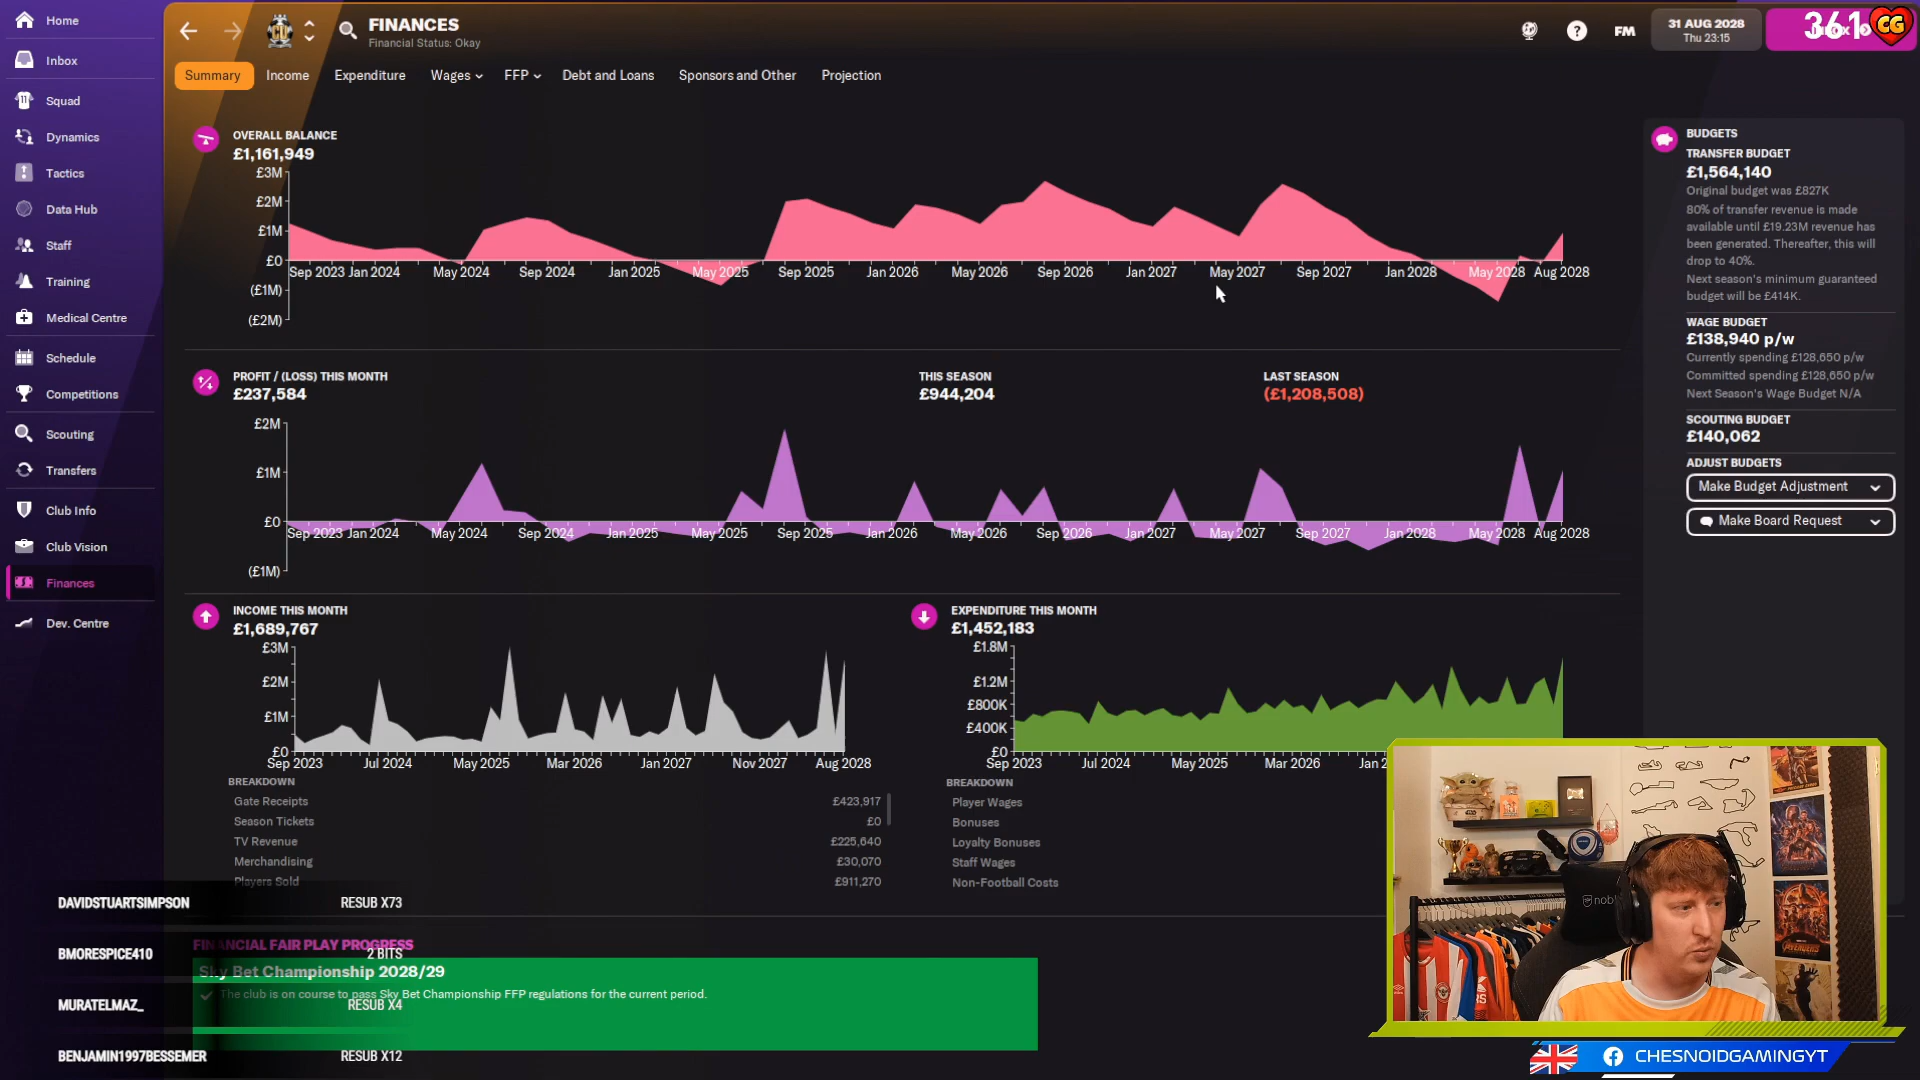 Home
Inbox
Squad
Dynamics
Tactics
Data Hub
Staff
Training
Medical Centre
Schedule
Competitions
Scouting
Transfers
Club Info
Club Vision
Finances
Dev. Centre
FINANCES
Financial Status: Okay
FM
31 AUG 2028
Thu 23:15
361
CG
Summary
Income
Expenditure
Wages
FFP
Debt and Loans
Sponsors and Other
Projection
OVERALL BALANCE
£1,161,949
£3M
£2M
£1M
£0
(£1M)
(£2M)
Sep 2023 Jan 2024 May 2024 Sep 2024 Jan 2025 May 2025 Sep 2025 Jan 2026 May 2026 Sep 2026 Jan 2027 May 2027 Sep 2027 Jan 2028 May 2028 Aug 2028
PROFIT / (LOSS) THIS MONTH
£237,584
THIS SEASON
£944,204
LAST SEASON
(£1,208,508)
£2M
£1M
£0
(£1M)
Sep 2023 Jan 2024 May 2024 Sep 2024 Jan 2025 May 2025 Sep 2025 Jan 2026 May 2026 Sep 2026 Jan 2027 May 2027 Sep 2027 Jan 2028 May 2028 Aug 2028
INCOME THIS MONTH
£1,689,767
£3M
£2M
£1M
£0
Sep 2023 Jul 2024 May 2025 Mar 2026 Jan 2027 Nov 2027 Aug 2028
BREAKDOWN
Gate Receipts £423,917
Season Tickets £0
TV Revenue £225,640
Merchandising £30,070
Players Sold £911,270
EXPENDITURE THIS MONTH
£1,452,183
£1.8M
£1.2M
£800K
£400K
£0
Sep 2023 Jul 2024 May 2025 Mar 2026
BREAKDOWN
Player Wages
Bonuses
Loyalty Bonuses
Staff Wages
Non-Football Costs
BUDGETS
TRANSFER BUDGET
£1,564,140
Original budget was £827K
80% of transfer revenue is made
available until £19.23M revenue has
been generated. Thereafter, this will
drop to 40%.
Next season's minimum guaranteed
budget will be £414K.
WAGE BUDGET
£138,940 p/w
Currently spending £128,650 p/w
Committed spending £128,650 p/w
Next Season's Wage Budget N/A
SCOUTING BUDGET
£140,062
ADJUST BUDGETS
Make Budget Adjustment
Make Board Request
DAVIDSTUARTSIMPSON RESUB X73
BMORESPICE410 2 BITS
MURATELMAZ_ RESUB X4
BENJAMIN1997BESSEMER RESUB X12
FINANCIAL FAIR PLAY PROGRESS
Sky Bet Championship 2028/29
The club is on course to pass Sky Bet Championship FFP regulations for the current period.
CHESNOIDGAMINGYT